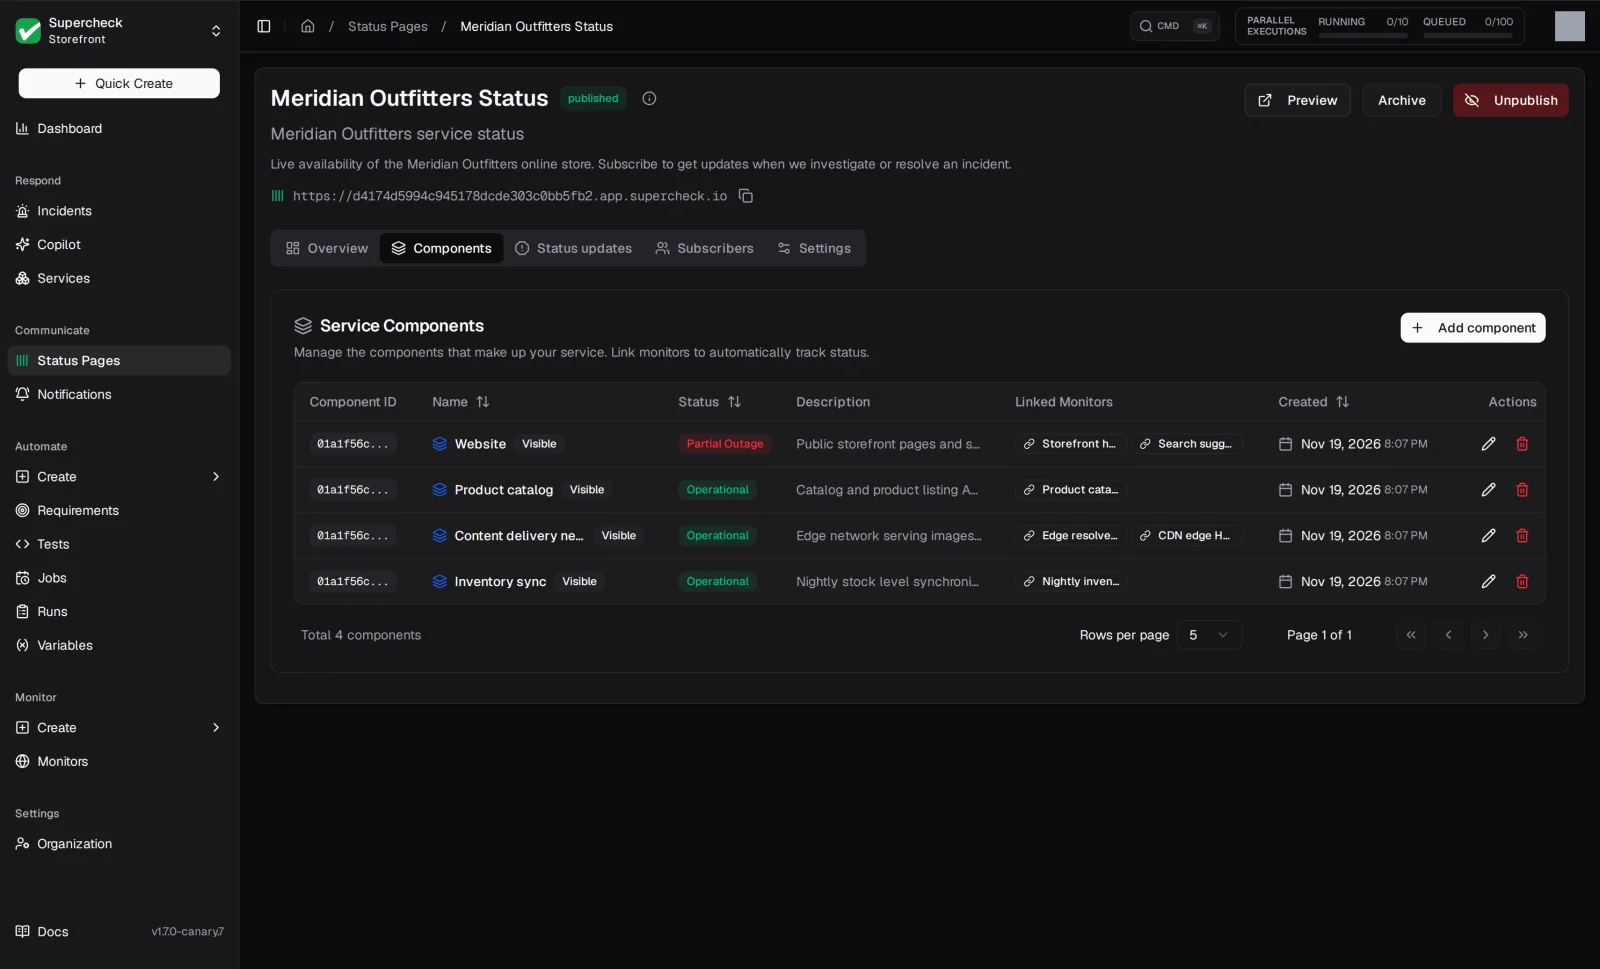 Supercheck
Storefront
Quick Create
Dashboard
Respond
Incidents
Copilot
Services
Communicate
Status Pages
Notifications
Automate
Create
Requirements
Tests
Jobs
Runs
Variables
Monitor
Create
Monitors
Settings
Organization
Docs v1.7.0-canary.7
/ Status Pages / Meridian Outfitters Status
CMD ⌘K
PARALLEL EXECUTIONS RUNNING 0/10 QUEUED 0/100
Meridian Outfitters Status published
Preview Archive Unpublish
Meridian Outfitters service status
Live availability of the Meridian Outfitters online store. Subscribe to get updates when we investigate or resolve an incident.
https://d4174d5994c945178dcde303c0bb5fb2.app.supercheck.io
Overview Components Status updates Subscribers Settings
Service Components
Add component
Manage the components that make up your service. Link monitors to automatically track status.
Component ID Name Status Description Linked Monitors Created Actions
01a1f56c... Website Visible Partial Outage Public storefront pages and s... Storefront h... Search sugg... Nov 19, 2026 8:07 PM
01a1f56c... Product catalog Visible Operational Catalog and product listing A... Product cata... Nov 19, 2026 8:07 PM
01a1f56c... Content delivery ne... Visible Operational Edge network serving images... Edge resolve... CDN edge H... Nov 19, 2026 8:07 PM
01a1f56c... Inventory sync Visible Operational Nightly stock level synchroni... Nightly inven... Nov 19, 2026 8:07 PM
Total 4 components Rows per page 5 Page 1 of 1